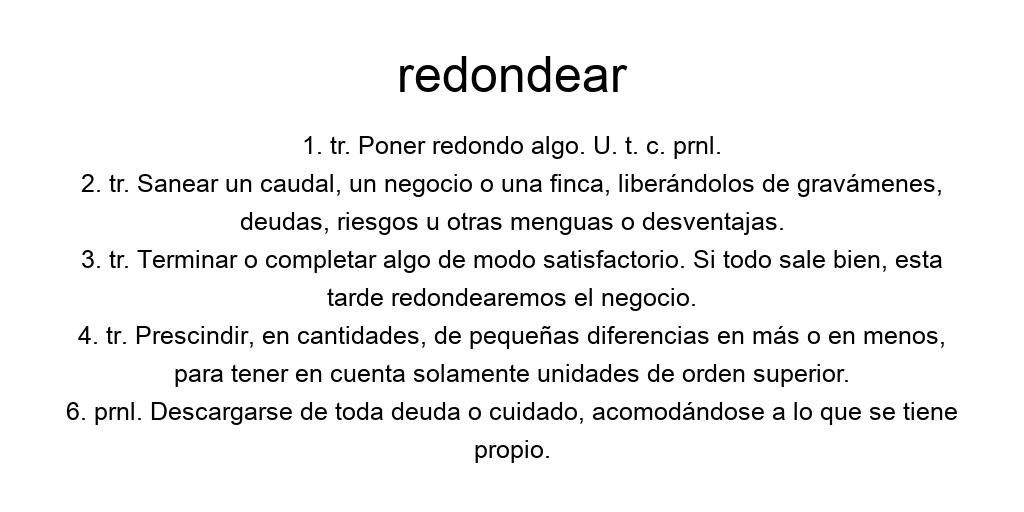 redondear
1. tr. Poner redondo algo. U. t. c. prnl.
2. tr. Sanear un caudal, un negocio o una finca, liberándolos de gravámenes,
deudas, riesgos u otras menguas o desventajas.
3. tr. Terminar o completar algo de modo satisfactorio. Si todo sale bien, esta
tarde redondearemos el negocio.
4. tr. Prescindir, en cantidades, de pequeñas diferencias en más o en menos,
para tener en cuenta solamente unidades de orden superior.
6. prnl. Descargarse de toda deuda o cuidado, acomodándose a lo que se tiene
propio.